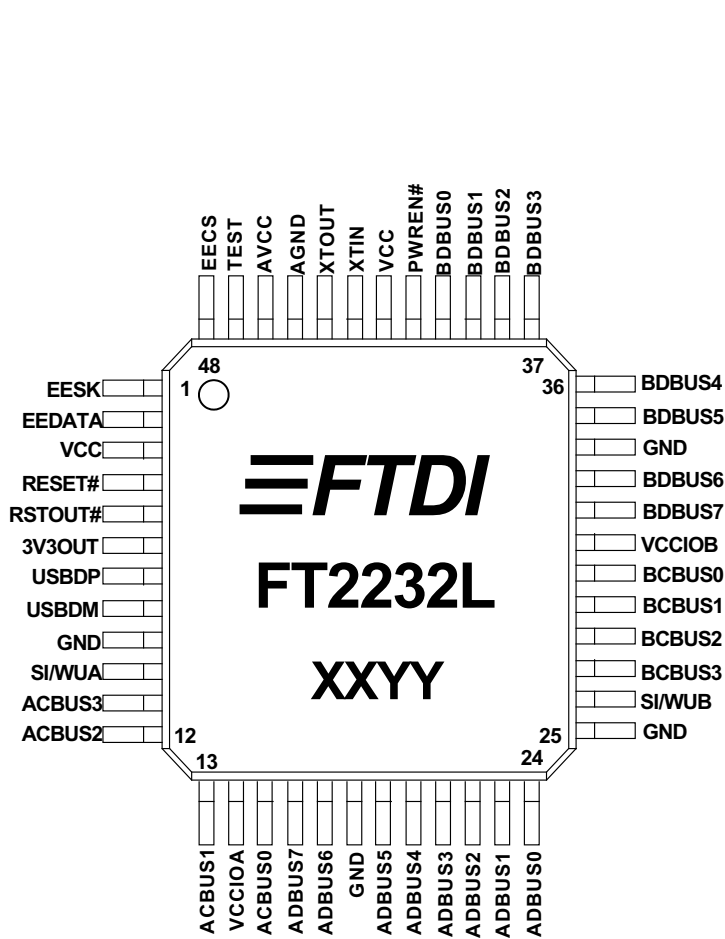 EECS
TEST
AVCC
AGND
XTOUT
XTIN
VCC
PWREN#
BDBUS0
BDBUS1
BDBUS2
BDBUS3
48
37
1
36
EESK
EEDATA
VCC
RESET#
RSTOUT#
3V3OUT
USBDP
USBDM
GND
SI/WUA
ACBUS3
ACBUS2
FTDI
FT2232L
XXYY
BDBUS4
BDBUS5
GND
BDBUS6
BDBUS7
VCCIOB
BCBUS0
BCBUS1
BCBUS2
BCBUS3
SI/WUB
GND
12
25
13
24
ACBUS1
VCCIOA
ACBUS0
ADBUS7
ADBUS6
GND
ADBUS5
ADBUS4
ADBUS3
ADBUS2
ADBUS1
ADBUS0